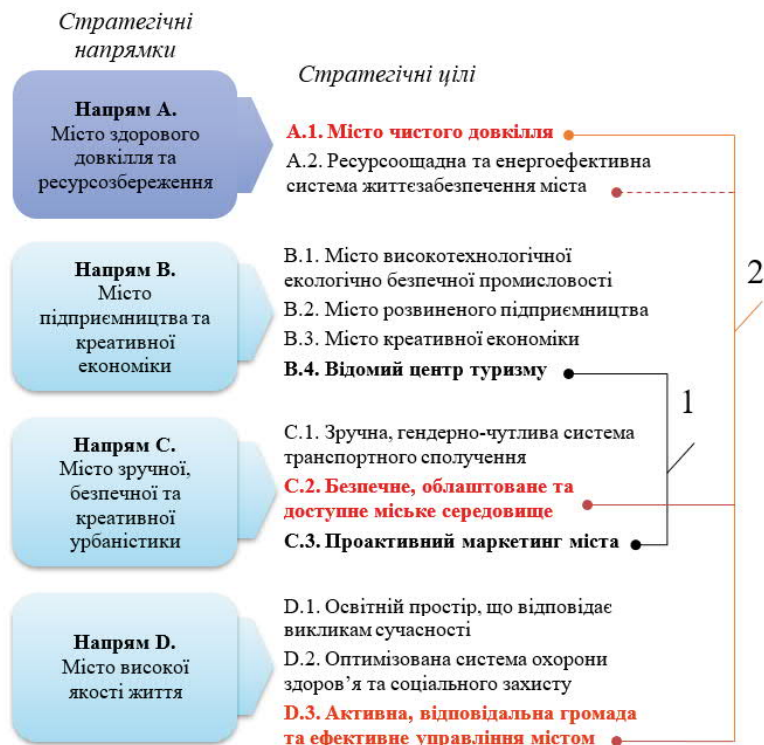 Стратегічні
напрямки
Стратегічні цілі
Напрям А.
Місто здорового
довкілля та
ресурсозбереження
А.1. Місто чистого довкілля
А.2. Ресурсоощадна та енергоефективна
система життєзабезпечення міста
Напрям В.
Місто
підприємництва та
креативної
економіки
В.1. Місто високотехнологічної
екологічно безпечної промисловості
В.2. Місто розвиненого підприємництва
В.3. Місто креативної економіки
В.4. Відомий центр туризму
Напрям С.
Місто зручної,
безпечної та
креативної
урбаністики
С.1. Зручна, гендерно-чутлива система
транспортного сполучення
С.2. Безпечне, облаштоване та
доступне міське середовище
С.3. Проактивний маркетинг міста
Напрям D.
Місто високої
якості життя
D.1. Освітній простір, що відповідає
викликам сучасності
D.2. Оптимізована система охорони
здоров’я та соціального захисту
D.3. Активна, відповідальна громада
та ефективне управління містом
1
2